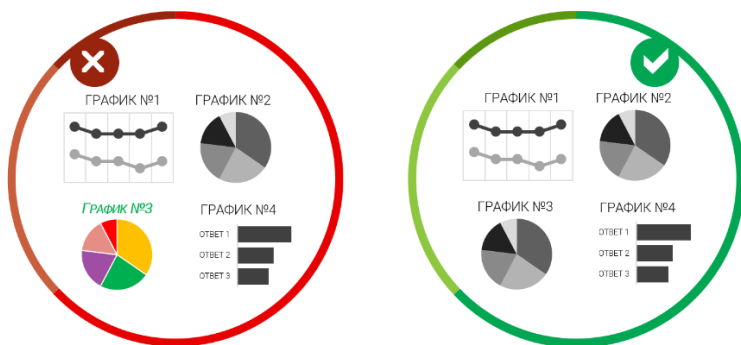 ГРАФИК №1
ГРАФИК №2
ГРАФИК №3
ГРАФИК №4
ОТВЕТ 1
ОТВЕТ 2
ОТВЕТ 3
ГРАФИК №1
ГРАФИК №2
ГРАФИК №3
ГРАФИК №4
ОТВЕТ 1
ОТВЕТ 2
ОТВЕТ 3